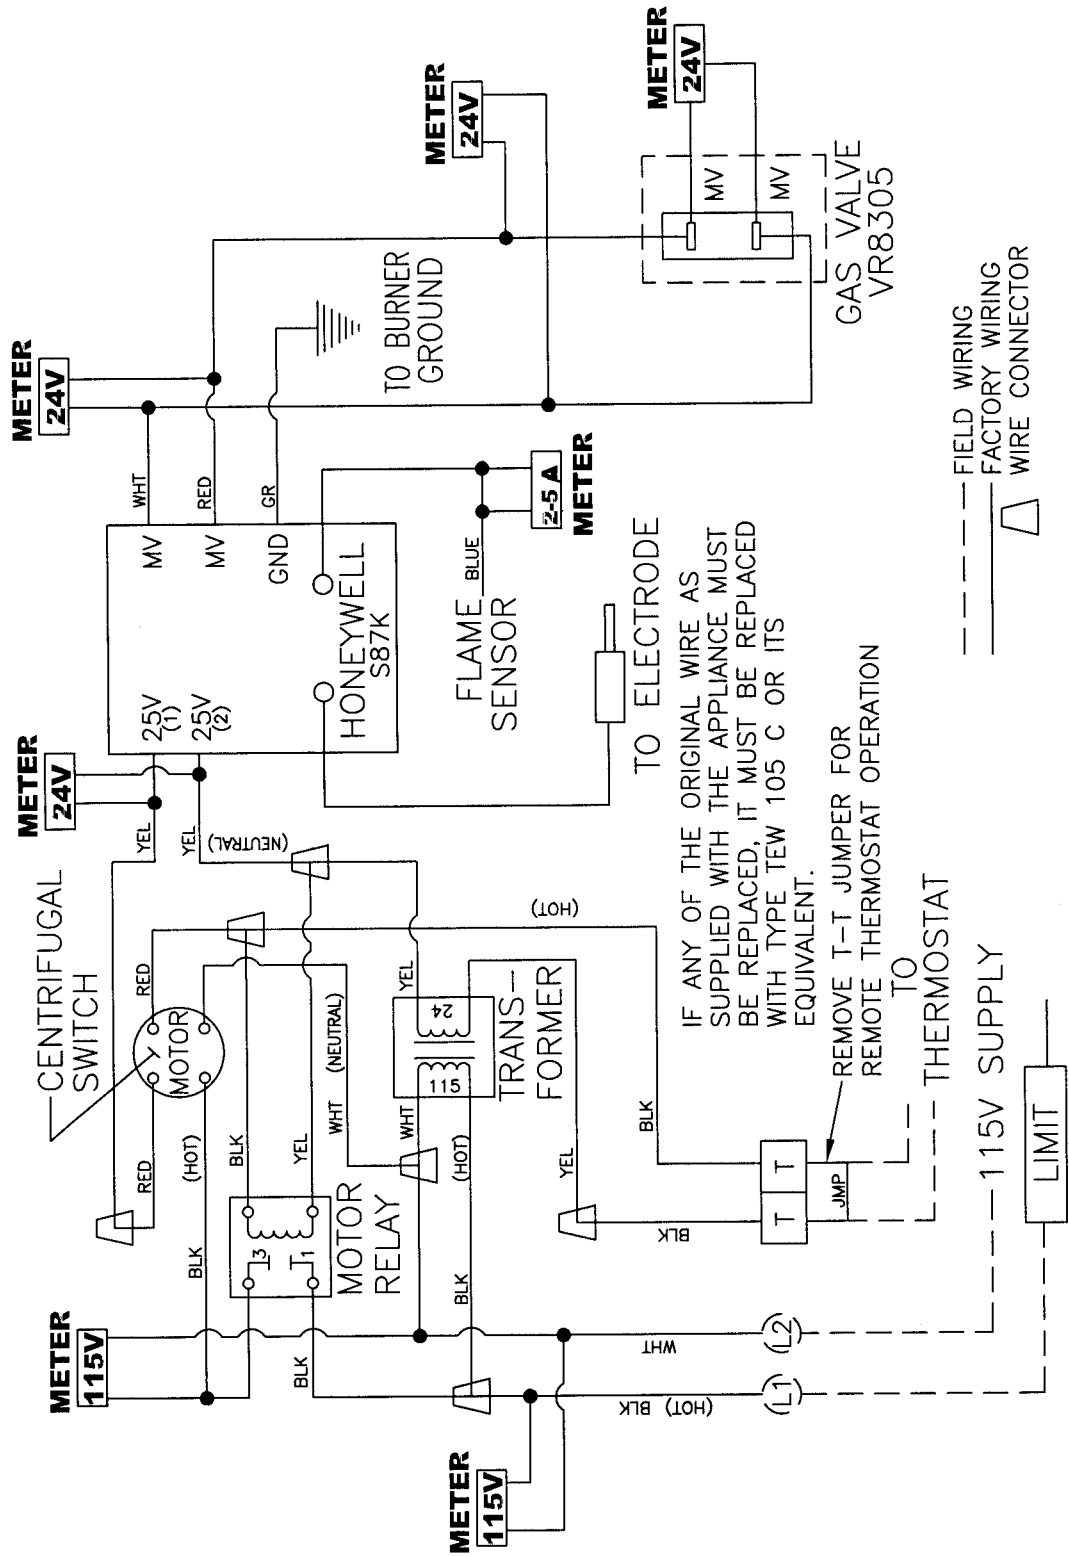 METER
115V
METER
115V
CENTRIFUGAL
SWITCH
METER
24V
METER
24V
METER
24V
METER
24V
RED
RED
MOTOR
(HOT)
BLK
BLK
YEL
3
1
MOTOR
RELAY
BLK
BLK
YEL
YEL
(NEUTRAL)
WHT (NEUTRAL)
WHT
(HOT)
YEL
115
24
TRANS-
FORMER
YEL
BLK
BLK
(HOT)
25V
(1)
25V
(2)
MV
MV
GND
HONEYWELL
S87K
WHT
RED
GR
TO BURNER
GROUND
FLAME
SENSOR
BLUE
2-5 A
METER
TO ELECTRODE
MV
MV
GAS VALVE
VR8305
IF ANY OF THE ORIGINAL WIRE AS
SUPPLIED WITH THE APPLIANCE MUST
BE REPLACED, IT MUST BE REPLACED
WITH TYPE TEW 105 C OR ITS
EQUIVALENT.
T
T
JMP
REMOVE T-T JUMPER FOR
REMOTE THERMOSTAT OPERATION
TO
THERMOSTAT
WHT
(HOT) BLK
(L2)
(L1)
115V SUPPLY
LIMIT
FIELD WIRING
FACTORY WIRING
WIRE CONNECTOR